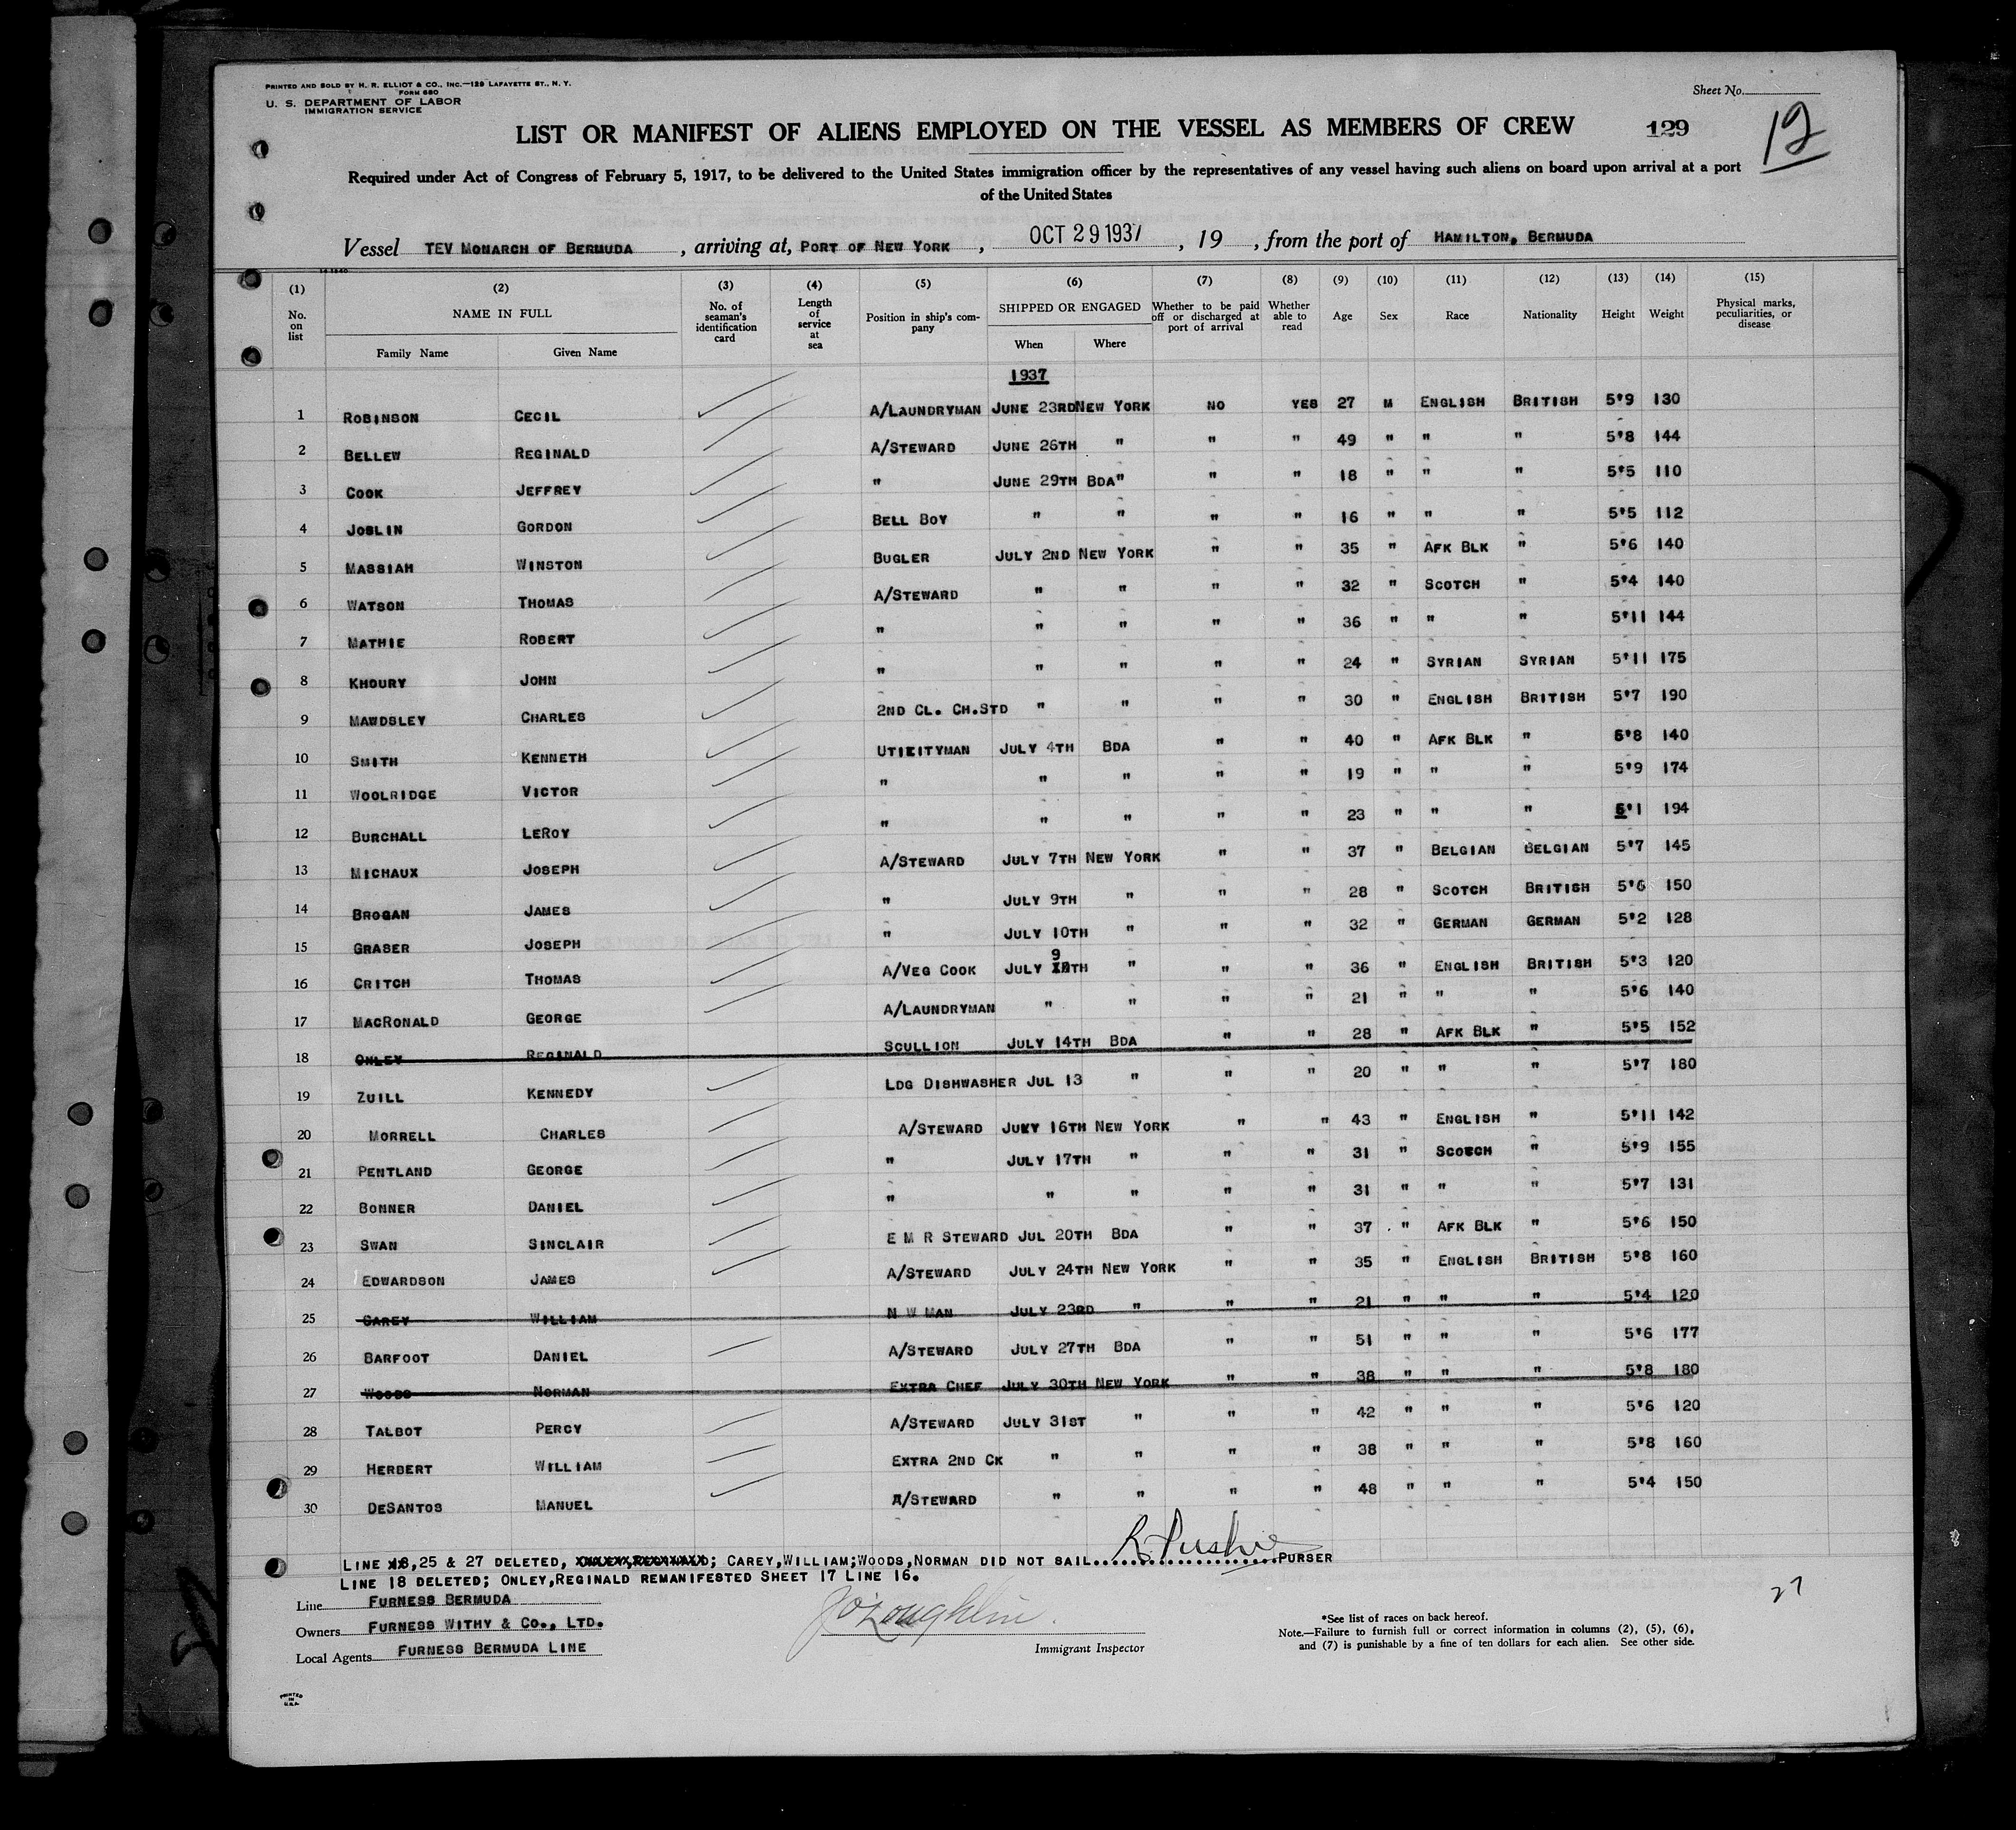 PRINTED AND SOLD BY H. R. ELLIOT & CO., INC.—129 LAFAYETTE ST., N. Y.
FORM 680
U. S. DEPARTMENT OF LABOR
IMMIGRATION SERVICE
Sheet No.
LIST OR MANIFEST OF ALIENS EMPLOYED ON THE VESSEL AS MEMBERS OF CREW 129 12
Required under Act of Congress of February 5, 1917, to be delivered to the United States immigration officer by the representatives of any vessel having such aliens on board upon arrival at a port
of the United States
Vessel TEV MONARCH OF BERMUDA, arriving at, PORT OF NEW YORK, OCT 29 1937, 19 , from the port of HAMILTON, BERMUDA
(1) (2) (3) (4) (5) (6) (7) (8) (9) (10) (11) (12) (13) (14) (15)
No. on list NAME IN FULL Family Name Given Name No. of seaman's identification card Length of service at sea Position in ship's company SHIPPED OR ENGAGED When Where Whether to be paid off or discharged at port of arrival Whether able to read Age Sex Race Nationality Height Weight Physical marks, peculiarities, or disease
1937
1 ROBINSON CECIL A/LAUNDRYMAN JUNE 23RD NEW YORK NO YES 27 M ENGLISH BRITISH 5'9 130
2 BELLEW REGINALD A/STEWARD JUNE 26TH " " " 49 " " " 5'8 144
3 COOK JEFFREY " JUNE 29TH BDA" " " 18 " " " 5'5 110
4 JOSLIN GORDON BELL BOY " " " " 16 " " " 5'5 112
5 MASSIAH WINSTON BUGLER JULY 2ND NEW YORK " " 35 " AFK BLK " 5'6 140
6 WATSON THOMAS A/STEWARD " " " " 32 " SCOTCH " 5'4 140
7 MATHIE ROBERT " " " " " 36 " " " 5'11 144
8 KHOURY JOHN " " " " " 24 " SYRIAN SYRIAN 5'11 175
9 MAWDSLEY CHARLES 2ND CL. CH.STD " " " " 30 " ENGLISH BRITISH 5'7 190
10 SMITH KENNETH UTIEITYMAN JULY 4TH BDA " " 40 " AFK BLK " 5'8 140
11 WOOLRIDGE VICTOR " " " " " 19 " " " 5'9 174
12 BURCHALL LEROY " " " " " 23 " " " 6'1 194
13 MICHAUX JOSEPH A/STEWARD JULY 7TH NEW YORK " " 37 " BELGIAN BELGIAN 5'7 145
14 BROGAN JAMES " JULY 9TH " " " 28 " SCOTCH BRITISH 5'6 150
15 GRASER JOSEPH " JULY 10TH " " " 32 " GERMAN GERMAN 5'2 128
16 CRITCH THOMAS A/VEG COOK JULY 9TH " " " 36 " ENGLISH BRITISH 5'3 120
17 MACRONALD GEORGE A/LAUNDRYMAN " " " " 21 " " " 5'6 140
18 ONLEY REGINALD SCULLION JULY 14TH BDA " " 28 " AFK BLK " 5'5 152
19 ZUILL KENNEDY LDG DISHWASHER JUL 13 " " " 20 " " " 5'7 180
20 MORRELL CHARLES A/STEWARD JUKY 16TH NEW YORK " " 43 " ENGLISH " 5'11 142
21 PENTLAND GEORGE " JULY 17TH " " " 31 " SCOTCH " 5'9 155
22 BONNER DANIEL " " " " " 31 " " " 5'7 131
23 SWAN SINCLAIR E M R STEWARD JUL 20TH BDA " " 37 " AFK BLK " 5'6 150
24 EDWARDSON JAMES A/STEWARD JULY 24TH NEW YORK " " 35 " ENGLISH BRITISH 5'8 160
25 CAREY WILLIAM N W MAN JULY 23RD " " " 21 " " " 5'4 120
26 BARFOOT DANIEL A/STEWARD JULY 27TH BDA " " 51 " " " 5'6 177
27 WOODS NORMAN EXTRA CHEF JULY 30TH NEW YORK " " 38 " " " 5'8 180
28 TALBOT PERCY A/STEWARD JULY 31ST " " " 42 " " " 5'6 120
29 HERBERT WILLIAM EXTRA 2ND CK " " " " 38 " " " 5'8 160
30 DESANTOS MANUEL A/STEWARD " " " " 48 " " " 5'4 150
LINE 18, 25 & 27 DELETED, ; CAREY,WILLIAM;WOODS,NORMAN DID NOT SAIL.....................PURSER
LINE 18 DELETED; ONLEY,REGINALD REMANIFESTED SHEET 17 LINE 16.
Line FURNESS BERMUDA
Owners FURNESS WITHY & CO., LTD.
Local Agents FURNESS BERMUDA LINE
J O'Loughlin.
Immigrant Inspector
27
*See list of races on back hereof.
Note.—Failure to furnish full or correct information in columns (2), (5), (6),
and (7) is punishable by a fine of ten dollars for each alien. See other side.
PRINTED IN U.S.A.